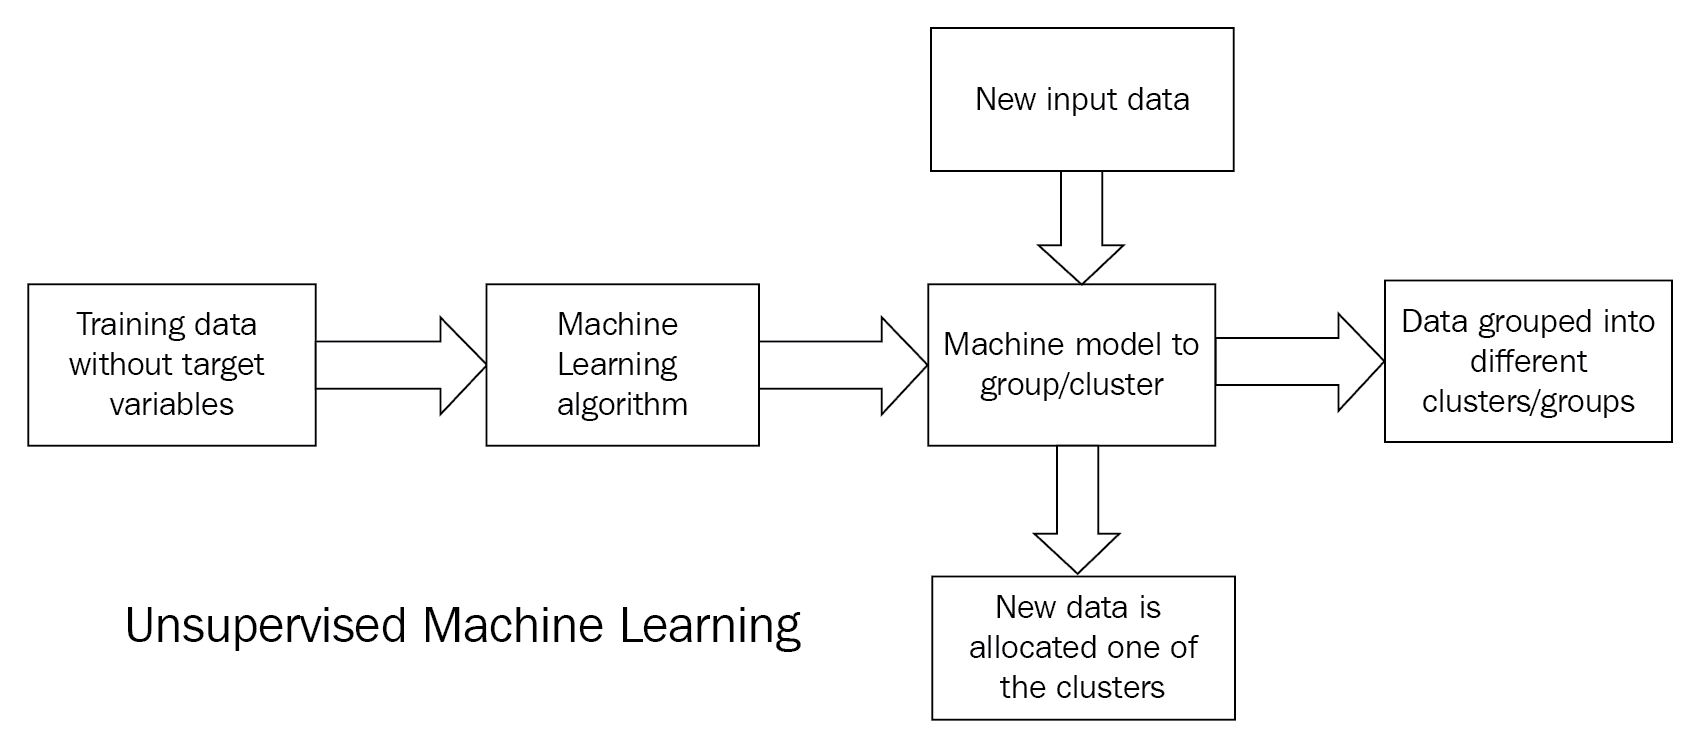 New input data
Training data
without target
variables
Machine
Learning
algorithm
Machine model to
group/cluster
Data grouped into
different
clusters/groups
New data is
allocated one of
the clusters
Unsupervised Machine Learning